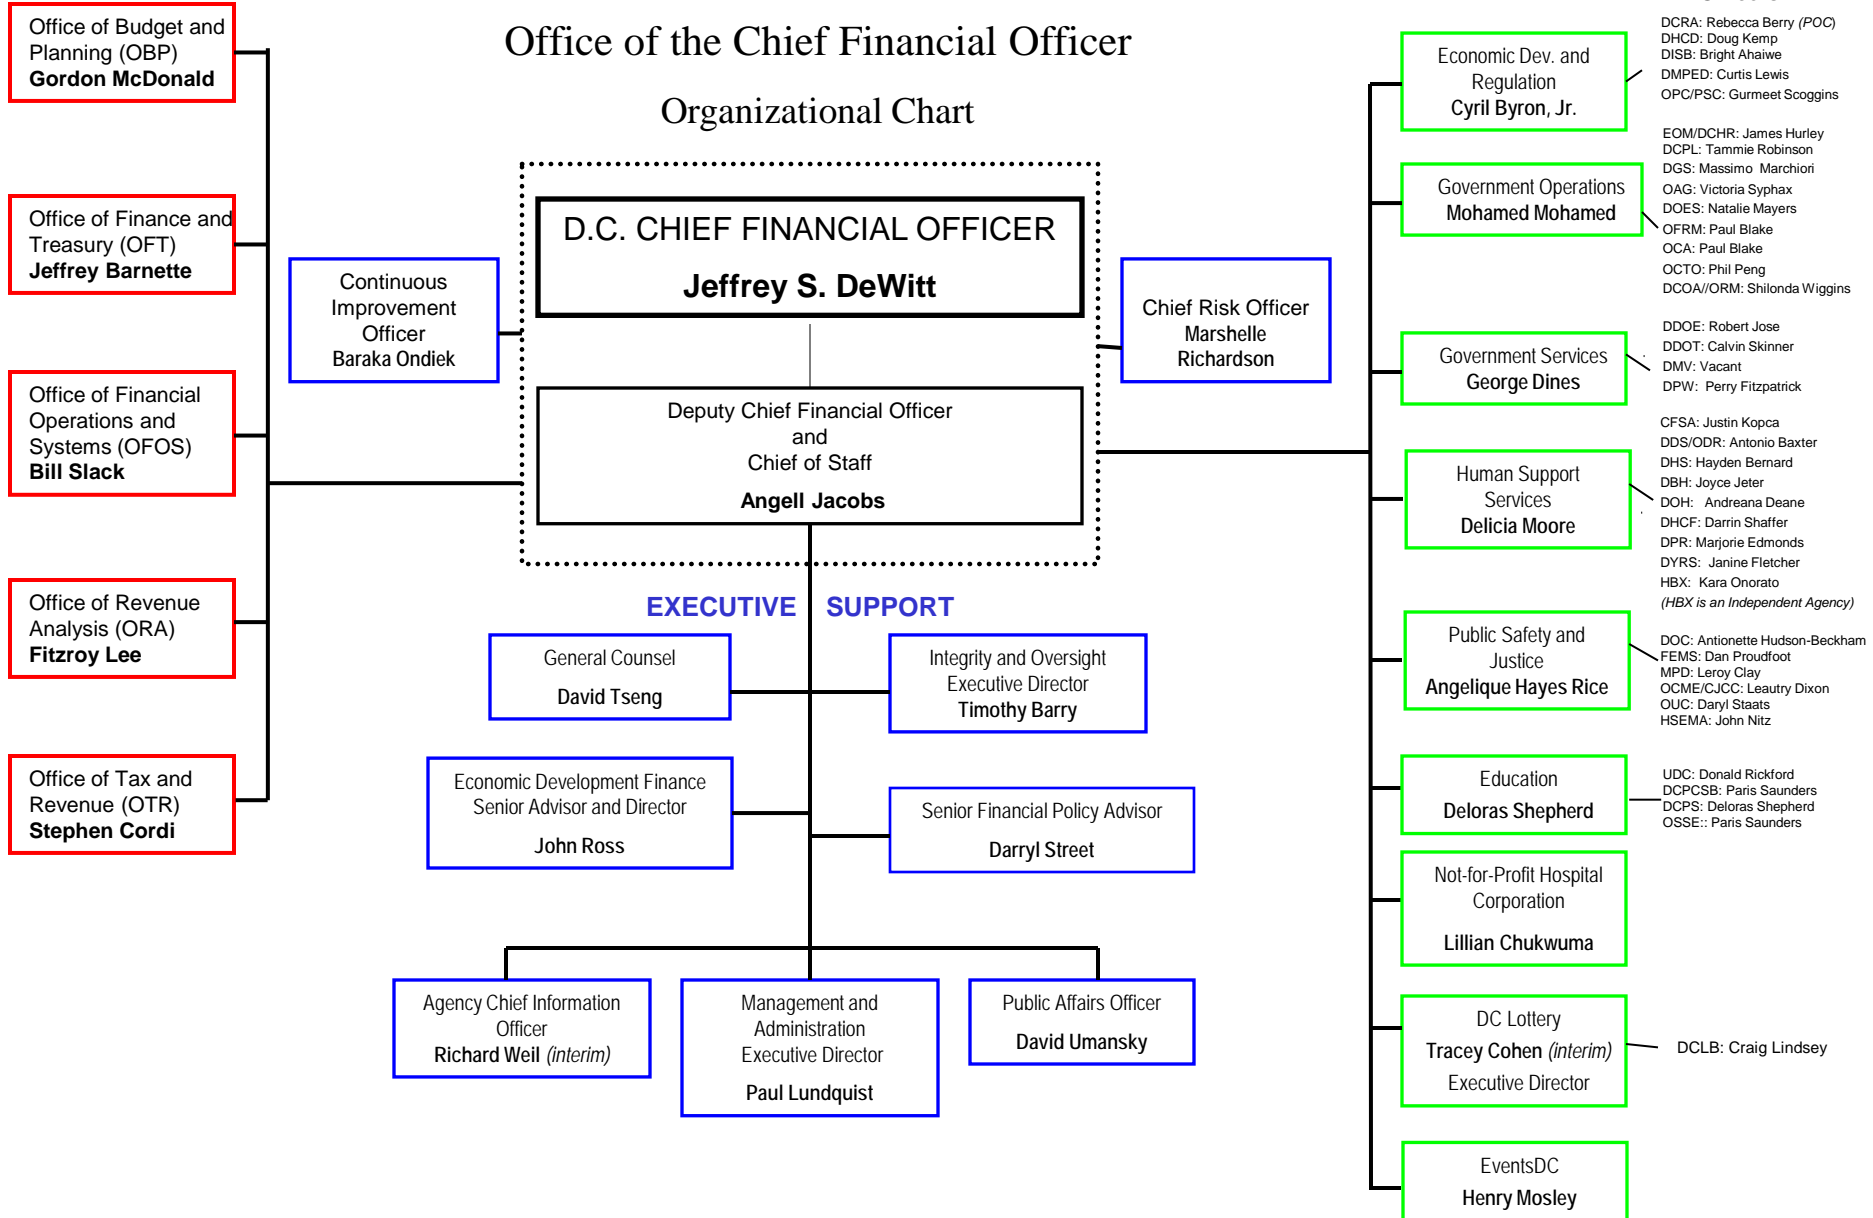 Office of the Chief Financial Officer
Organizational Chart
Office of Budget and
Planning (OBP)
Gordon McDonald
Office of Finance and
Treasury (OFT)
Jeffrey Barnette
Office of Financial
Operations and
Systems (OFOS)
Bill Slack
Office of Revenue
Analysis (ORA)
Fitzroy Lee
Office of Tax and
Revenue (OTR)
Stephen Cordi
Continuous
Improvement
Officer
Baraka Ondiek
D.C. CHIEF FINANCIAL OFFICER
Jeffrey S. DeWitt
Deputy Chief Financial Officer
and
Chief of Staff
Angell Jacobs
Chief Risk Officer
Marshelle
Richardson
EXECUTIVE SUPPORT
General Counsel
David Tseng
Integrity and Oversight
Executive Director
Timothy Barry
Economic Development Finance
Senior Advisor and Director
John Ross
Senior Financial Policy Advisor
Darryl Street
Agency Chief Information
Officer
Richard Weil (interim)
Management and
Administration
Executive Director
Paul Lundquist
Public Affairs Officer
David Umansky
Economic Dev. and
Regulation
Cyril Byron, Jr.
DCRA: Rebecca Berry (POC)
DHCD: Doug Kemp
DISB: Bright Ahaiwe
DMPED: Curtis Lewis
OPC/PSC: Gurmeet Scoggins
Government Operations
Mohamed Mohamed
EOM/DCHR: James Hurley
DCPL: Tammie Robinson
DGS: Massimo Marchiori
OAG: Victoria Syphax
DOES: Natalie Mayers
OFRM: Paul Blake
OCA: Paul Blake
OCTO: Phil Peng
DCOA//ORM: Shilonda Wiggins
Government Services
George Dines
DDOE: Robert Jose
DDOT: Calvin Skinner
DMV: Vacant
DPW: Perry Fitzpatrick
Human Support
Services
Delicia Moore
CFSA: Justin Kopca
DDS/ODR: Antonio Baxter
DHS: Hayden Bernard
DBH: Joyce Jeter
DOH: Andreana Deane
DHCF: Darrin Shaffer
DPR: Marjorie Edmonds
DYRS: Janine Fletcher
HBX: Kara Onorato
(HBX is an Independent Agency)
Public Safety and
Justice
Angelique Hayes Rice
DOC: Antionette Hudson-Beckham
FEMS: Dan Proudfoot
MPD: Leroy Clay
OCME/CJCC: Leautry Dixon
OUC: Daryl Staats
HSEMA: John Nitz
Education
Deloras Shepherd
UDC: Donald Rickford
DCPCSB: Paris Saunders
DCPS: Deloras Shepherd
OSSE:: Paris Saunders
Not-for-Profit Hospital
Corporation
Lillian Chukwuma
DC Lottery
Tracey Cohen (interim)
Executive Director
DCLB: Craig Lindsey
EventsDC
Henry Mosley